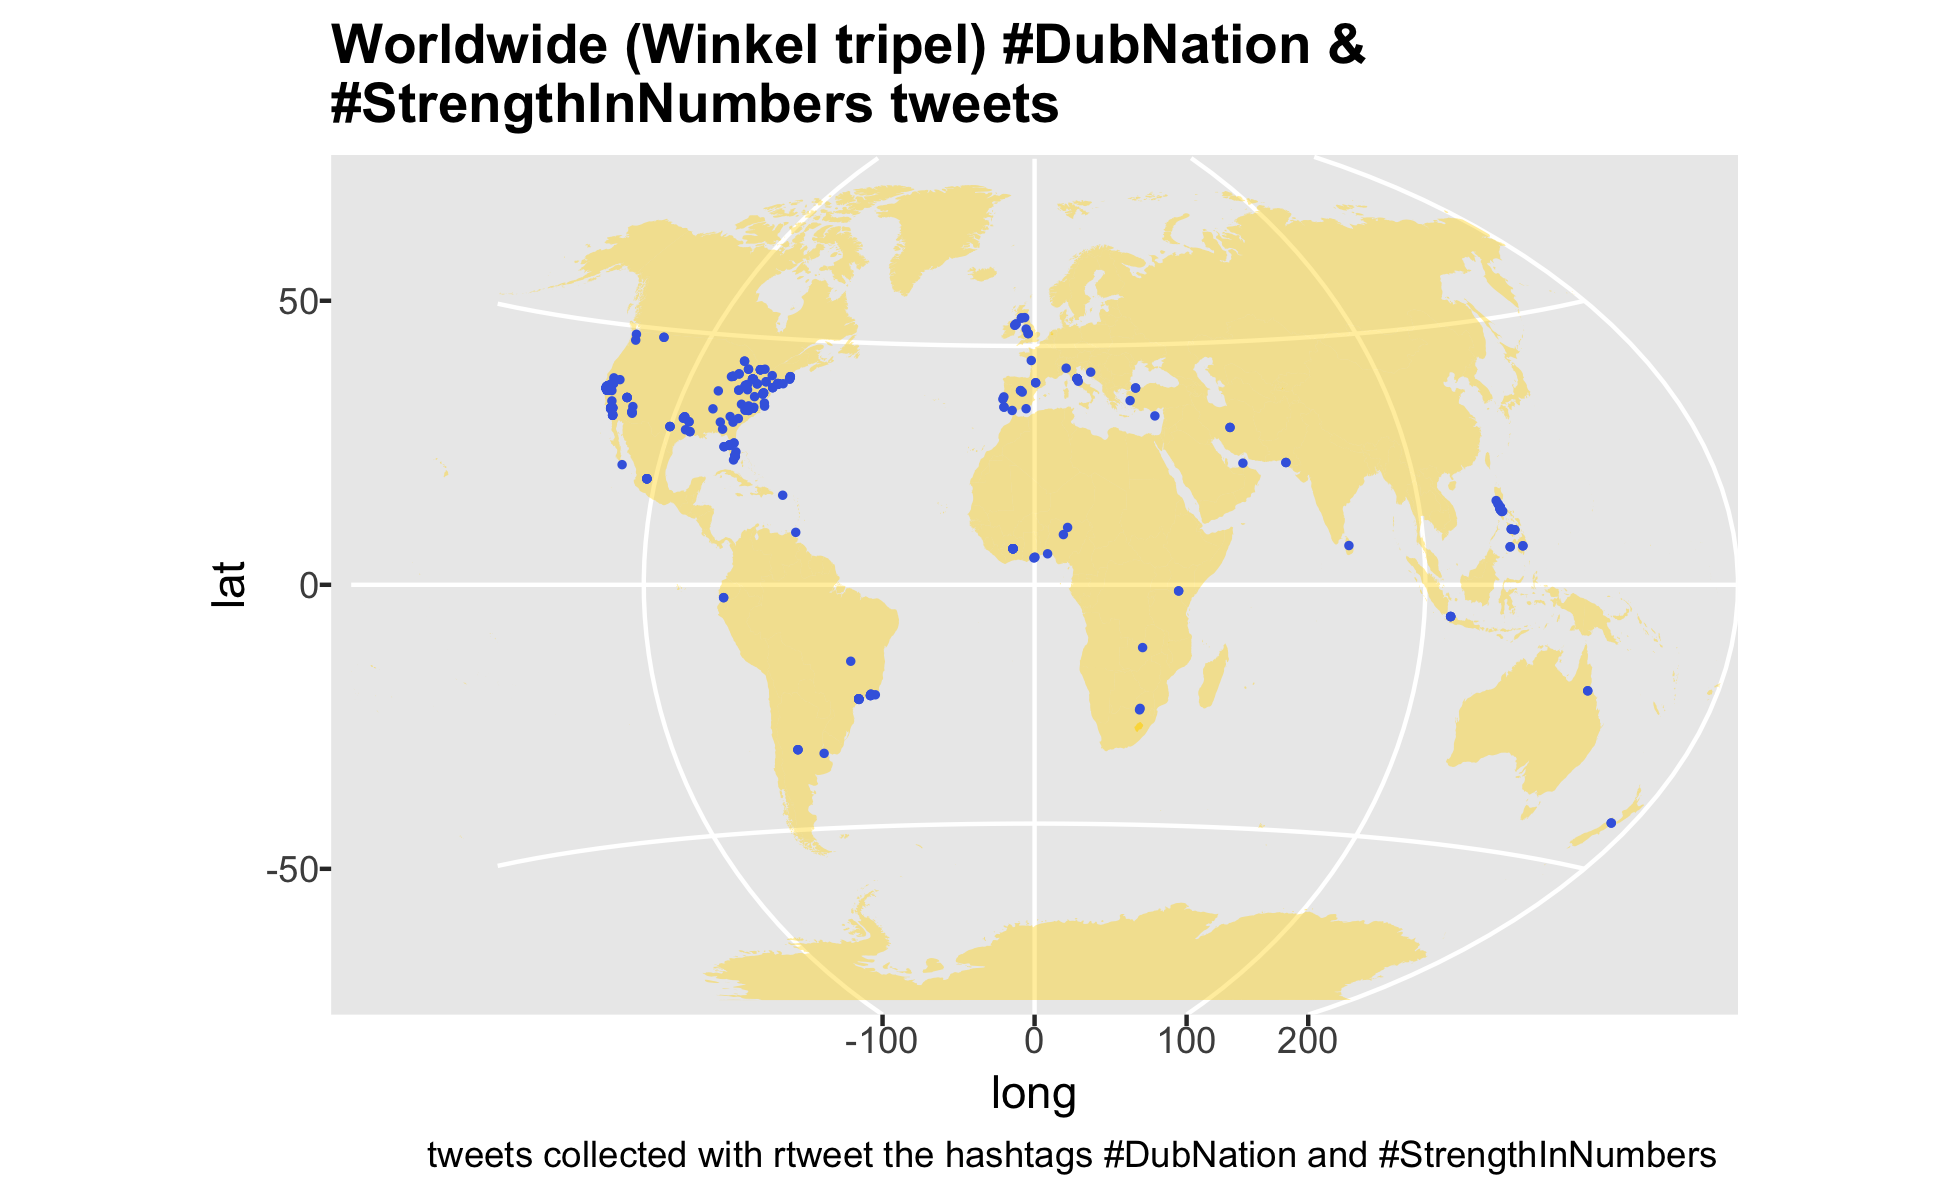 Worldwide (Winkel tripel) #DubNation &
#StrengthInNumbers tweets
50
0
-50
lat
-100 0 100 200
long
tweets collected with rtweet the hashtags #DubNation and #StrengthInNumbers